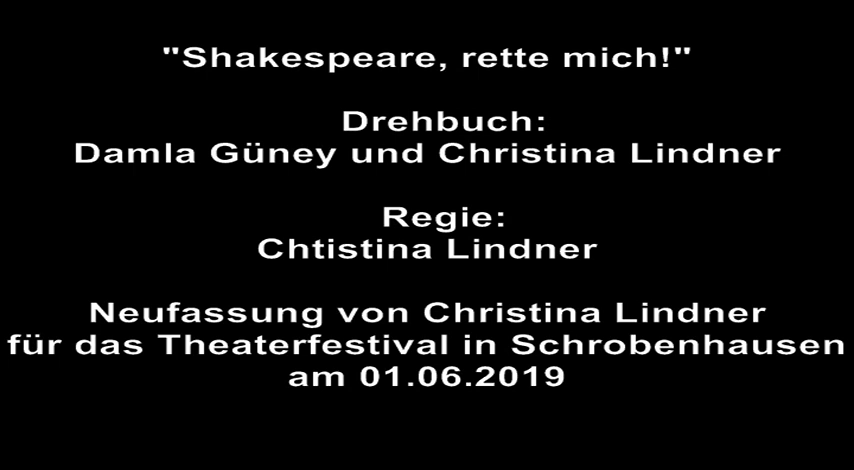 "Shakespeare, rette mich!"
Drehbuch:
Damla Güney und Christina Lindner
Regie:
Chtistina Lindner
Neufassung von Christina Lindner
für das Theaterfestival in Schrobenhausen
am 01.06.2019